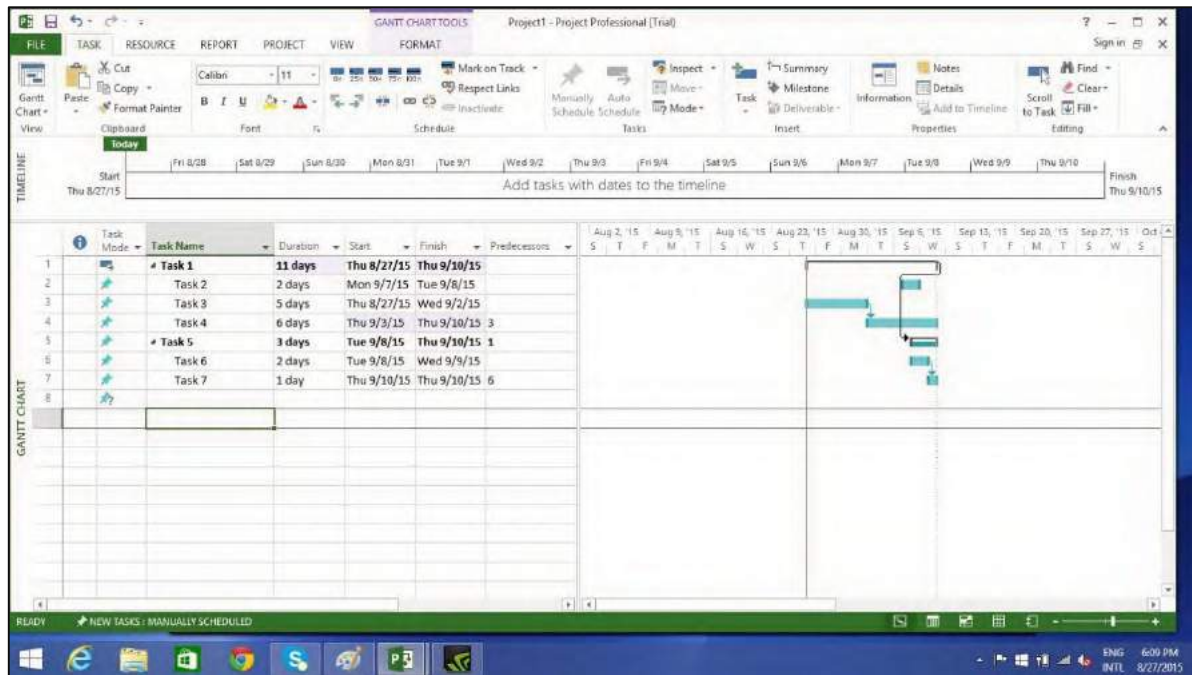 GANTT CHART TOOLS Project1 - Project Professional (Trial)
FILE TASK RESOURCE REPORT PROJECT VIEW FORMAT Sign in
Gantt Chart
View
Paste
Cut
Copy
Format Painter
Clipboard
Calibri 11
B I U
Font
Mark on Track
Respect Links
Inactivate
Schedule
Manually Schedule
Auto Schedule
Inspect
Move
Mode
Tasks
Task
Summary
Milestone
Deliverable
Insert
Information
Notes
Details
Add to Timeline
Properties
Scroll to Task
Find
Clear
Fill
Editing
TIMELINE
Today
Start
Thu 8/27/15
Fri 8/28 Sat 8/29 Sun 8/30 Mon 8/31 Tue 9/1 Wed 9/2 Thu 9/3 Fri 9/4 Sat 9/5 Sun 9/6 Mon 9/7 Tue 9/8 Wed 9/9 Thu 9/10
Add tasks with dates to the timeline
Finish
Thu 9/10/15
GANTT CHART
Task Mode Task Name Duration Start Finish Predecessors
1 Task 1 11 days Thu 8/27/15 Thu 9/10/15
2 Task 2 2 days Mon 9/7/15 Tue 9/8/15
3 Task 3 5 days Thu 8/27/15 Wed 9/2/15
4 Task 4 6 days Thu 9/3/15 Thu 9/10/15 3
5 Task 5 3 days Tue 9/8/15 Thu 9/10/15 1
6 Task 6 2 days Tue 9/8/15 Wed 9/9/15
7 Task 7 1 day Thu 9/10/15 Thu 9/10/15 6
8
Aug 2, '15 Aug 9, '15 Aug 16, '15 Aug 23, '15 Aug 30, '15 Sep 6, '15 Sep 13, '15 Sep 20, '15 Sep 27, '15 Oct
S T F M T S W S T F M T S W S T F M T S W S
READY NEW TASKS : MANUALLY SCHEDULED
ENG 6:09 PM
INTL 8/27/2015